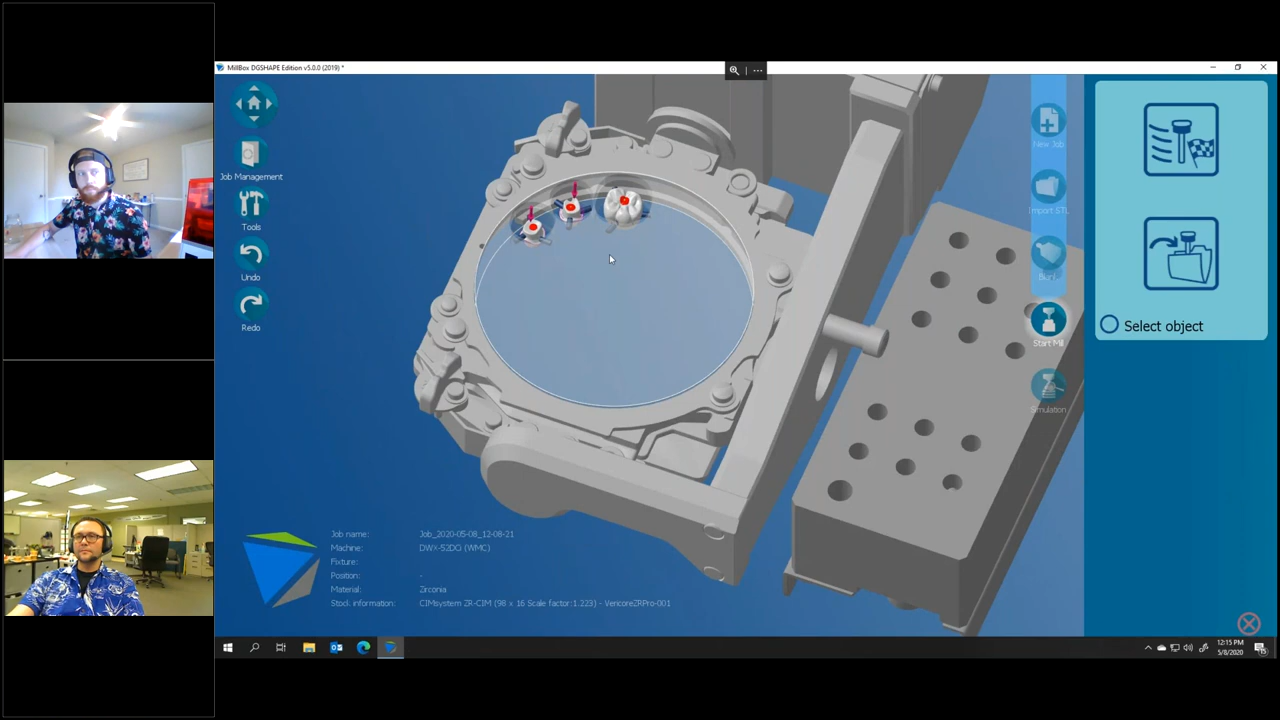 MillBox DGSHAPE Edition v5.0.0 (2019) *
Job Management
Tools
Undo
Redo
New Job
Import STL
Blank
Start Mill
Simulation
Select object
Job name: Job_2020-05-08_12-08-21
Machine: DWX-52DCi (WMC)
Fixture:
Position: -
Material: Zirconia
Stock information: CIMsystem ZR-CIM (98 x 16 Scale factor:1.223) - VericoreZRPro-001
12:15 PM
5/8/2020